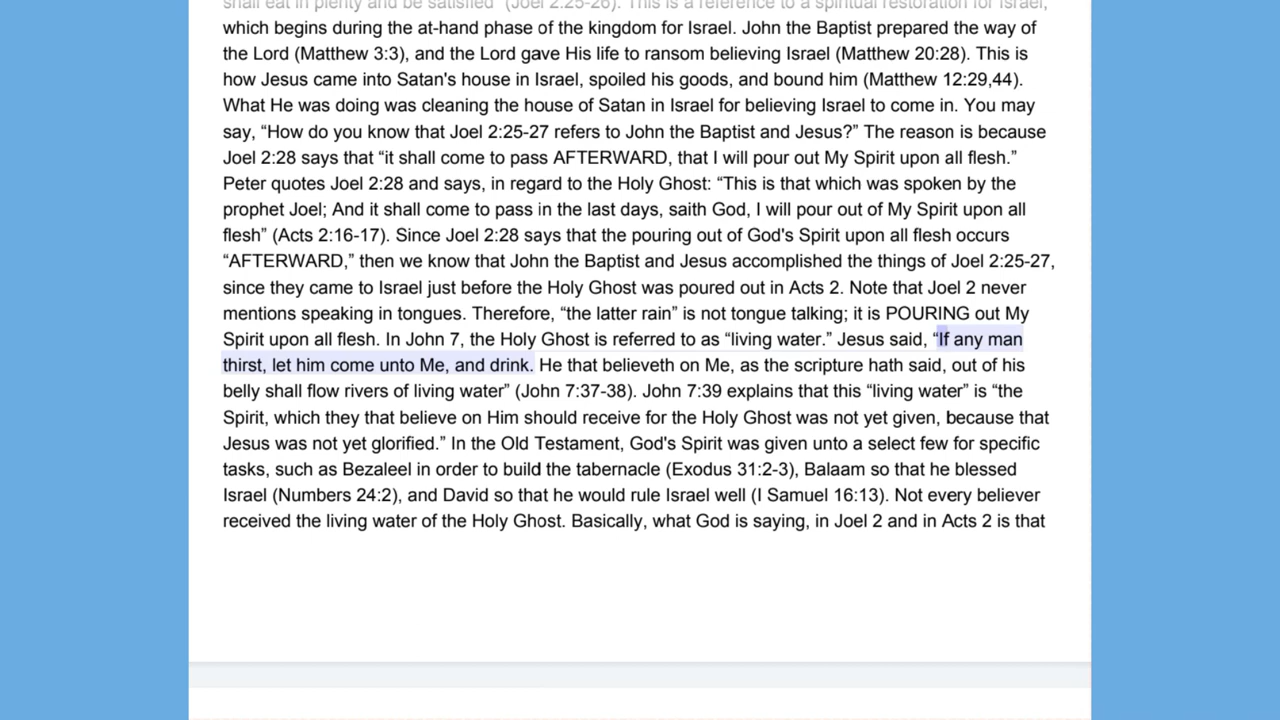 shall eat in plenty and be satisfied” (Joel 2:25-26). This is a reference to a spiritual restoration for Israel,
which begins during the at-hand phase of the kingdom for Israel. John the Baptist prepared the way of
the Lord (Matthew 3:3), and the Lord gave His life to ransom believing Israel (Matthew 20:28). This is
how Jesus came into Satan's house in Israel, spoiled his goods, and bound him (Matthew 12:29,44).
What He was doing was cleaning the house of Satan in Israel for believing Israel to come in. You may
say, “How do you know that Joel 2:25-27 refers to John the Baptist and Jesus?” The reason is because
Joel 2:28 says that “it shall come to pass AFTERWARD, that I will pour out My Spirit upon all flesh.”
Peter quotes Joel 2:28 and says, in regard to the Holy Ghost: “This is that which was spoken by the
prophet Joel; And it shall come to pass in the last days, saith God, I will pour out of My Spirit upon all
flesh” (Acts 2:16-17). Since Joel 2:28 says that the pouring out of God's Spirit upon all flesh occurs
“AFTERWARD,” then we know that John the Baptist and Jesus accomplished the things of Joel 2:25-27,
since they came to Israel just before the Holy Ghost was poured out in Acts 2. Note that Joel 2 never
mentions speaking in tongues. Therefore, “the latter rain” is not tongue talking; it is POURING out My
Spirit upon all flesh. In John 7, the Holy Ghost is referred to as “living water.” Jesus said, “If any man
thirst, let him come unto Me, and drink. He that believeth on Me, as the scripture hath said, out of his
belly shall flow rivers of living water” (John 7:37-38). John 7:39 explains that this “living water” is “the
Spirit, which they that believe on Him should receive for the Holy Ghost was not yet given, because that
Jesus was not yet glorified.” In the Old Testament, God's Spirit was given unto a select few for specific
tasks, such as Bezaleel in order to build the tabernacle (Exodus 31:2-3), Balaam so that he blessed
Israel (Numbers 24:2), and David so that he would rule Israel well (I Samuel 16:13). Not every believer
received the living water of the Holy Ghost. Basically, what God is saying, in Joel 2 and in Acts 2 is that